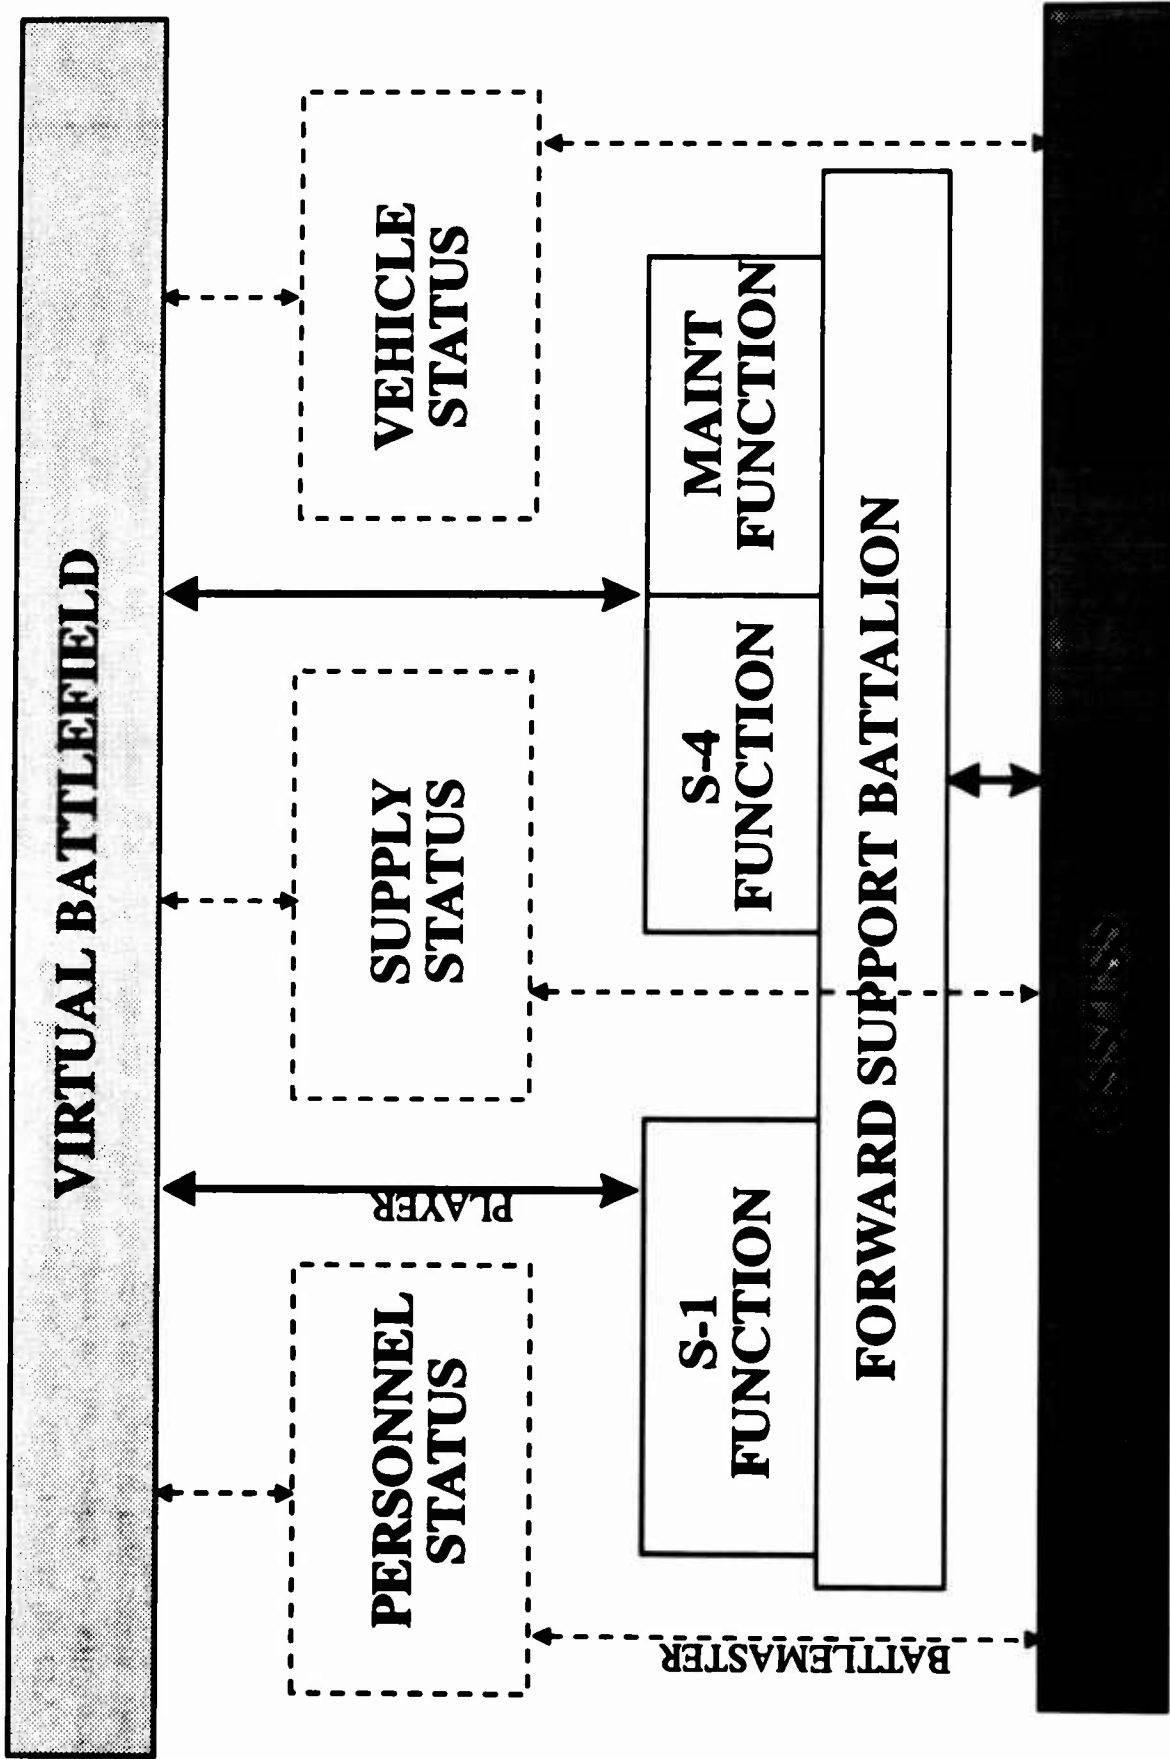 VIRTUAL BATTLEFIELD
PERSONNEL
STATUS
SUPPLY
STATUS
VEHICLE
STATUS
PLAYER
S-1
FUNCTION
S-4
FUNCTION
MAINT
FUNCTION
FORWARD SUPPORT BATTALION
BATTLEMASTER